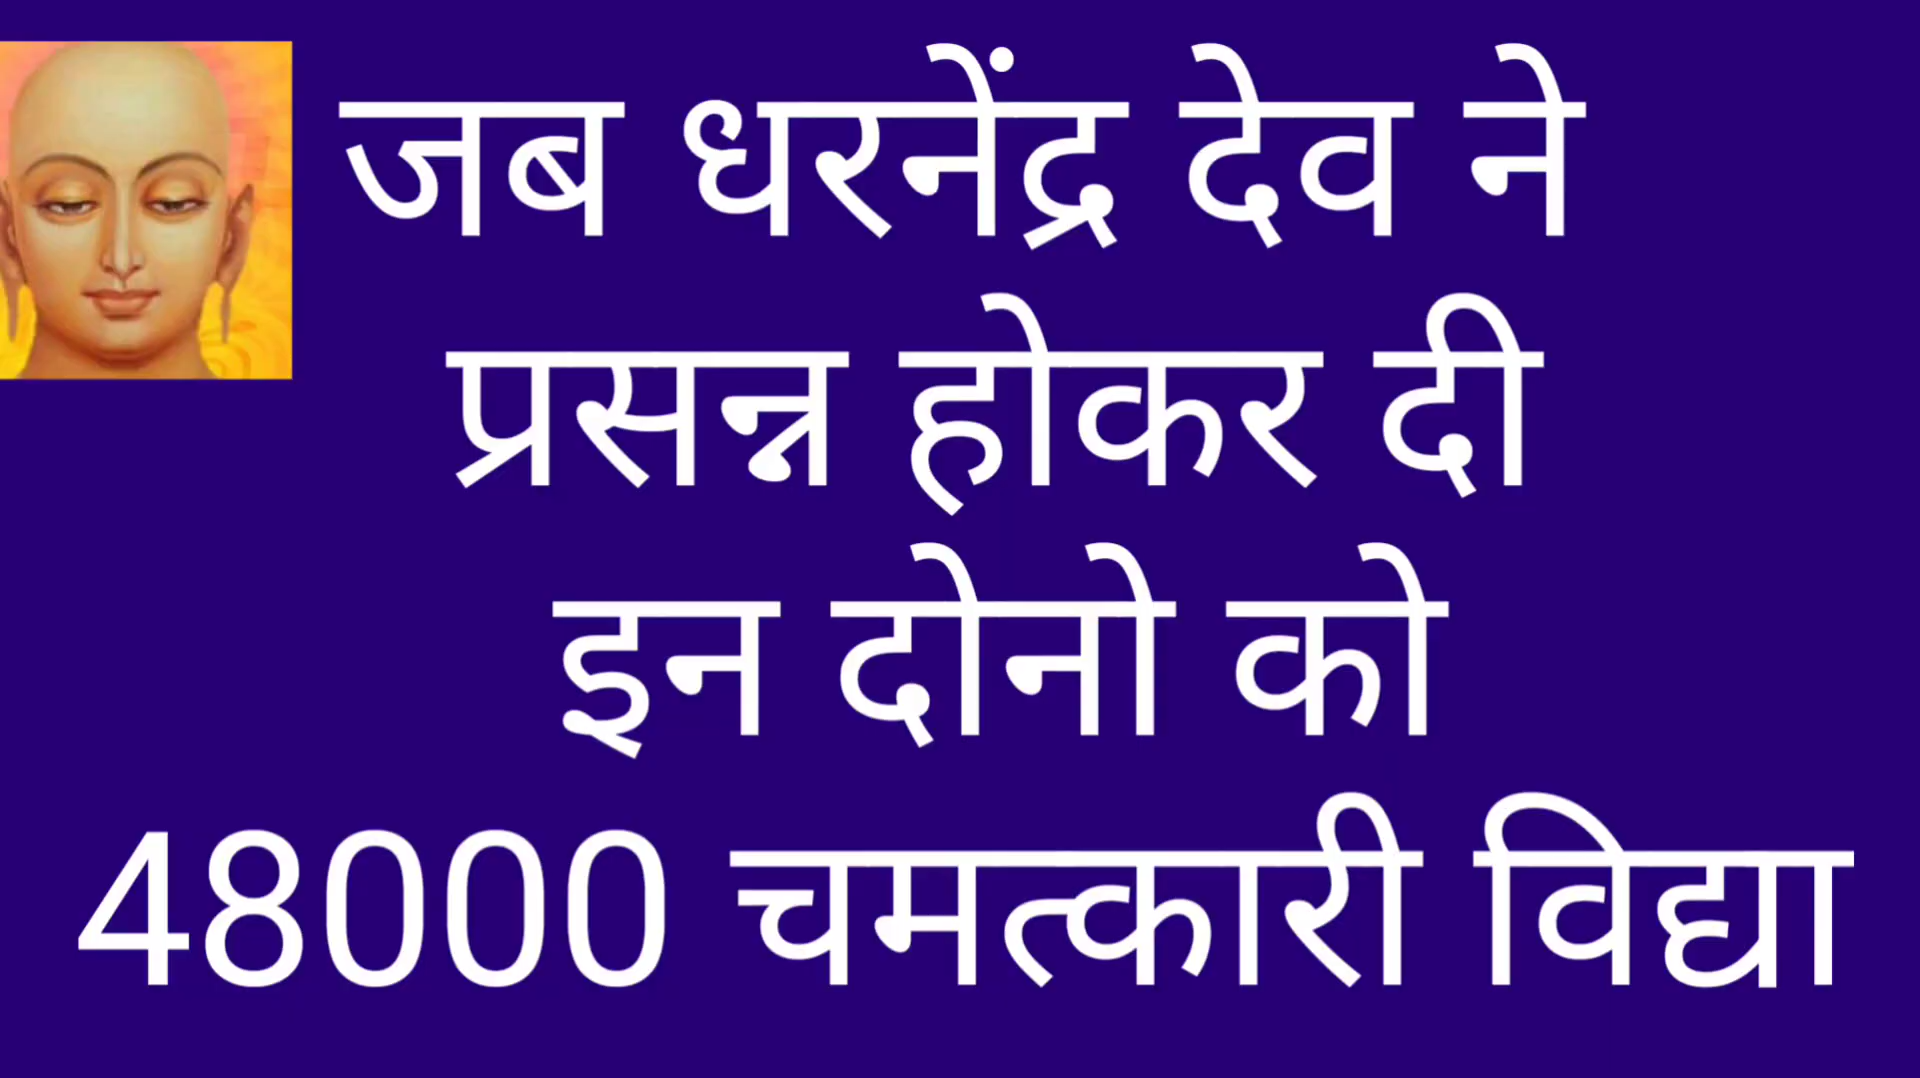 जब धरनेंद्र देव ने
प्रसन्न होकर दी
इन दोनो को
48000 चमत्कारी विद्या